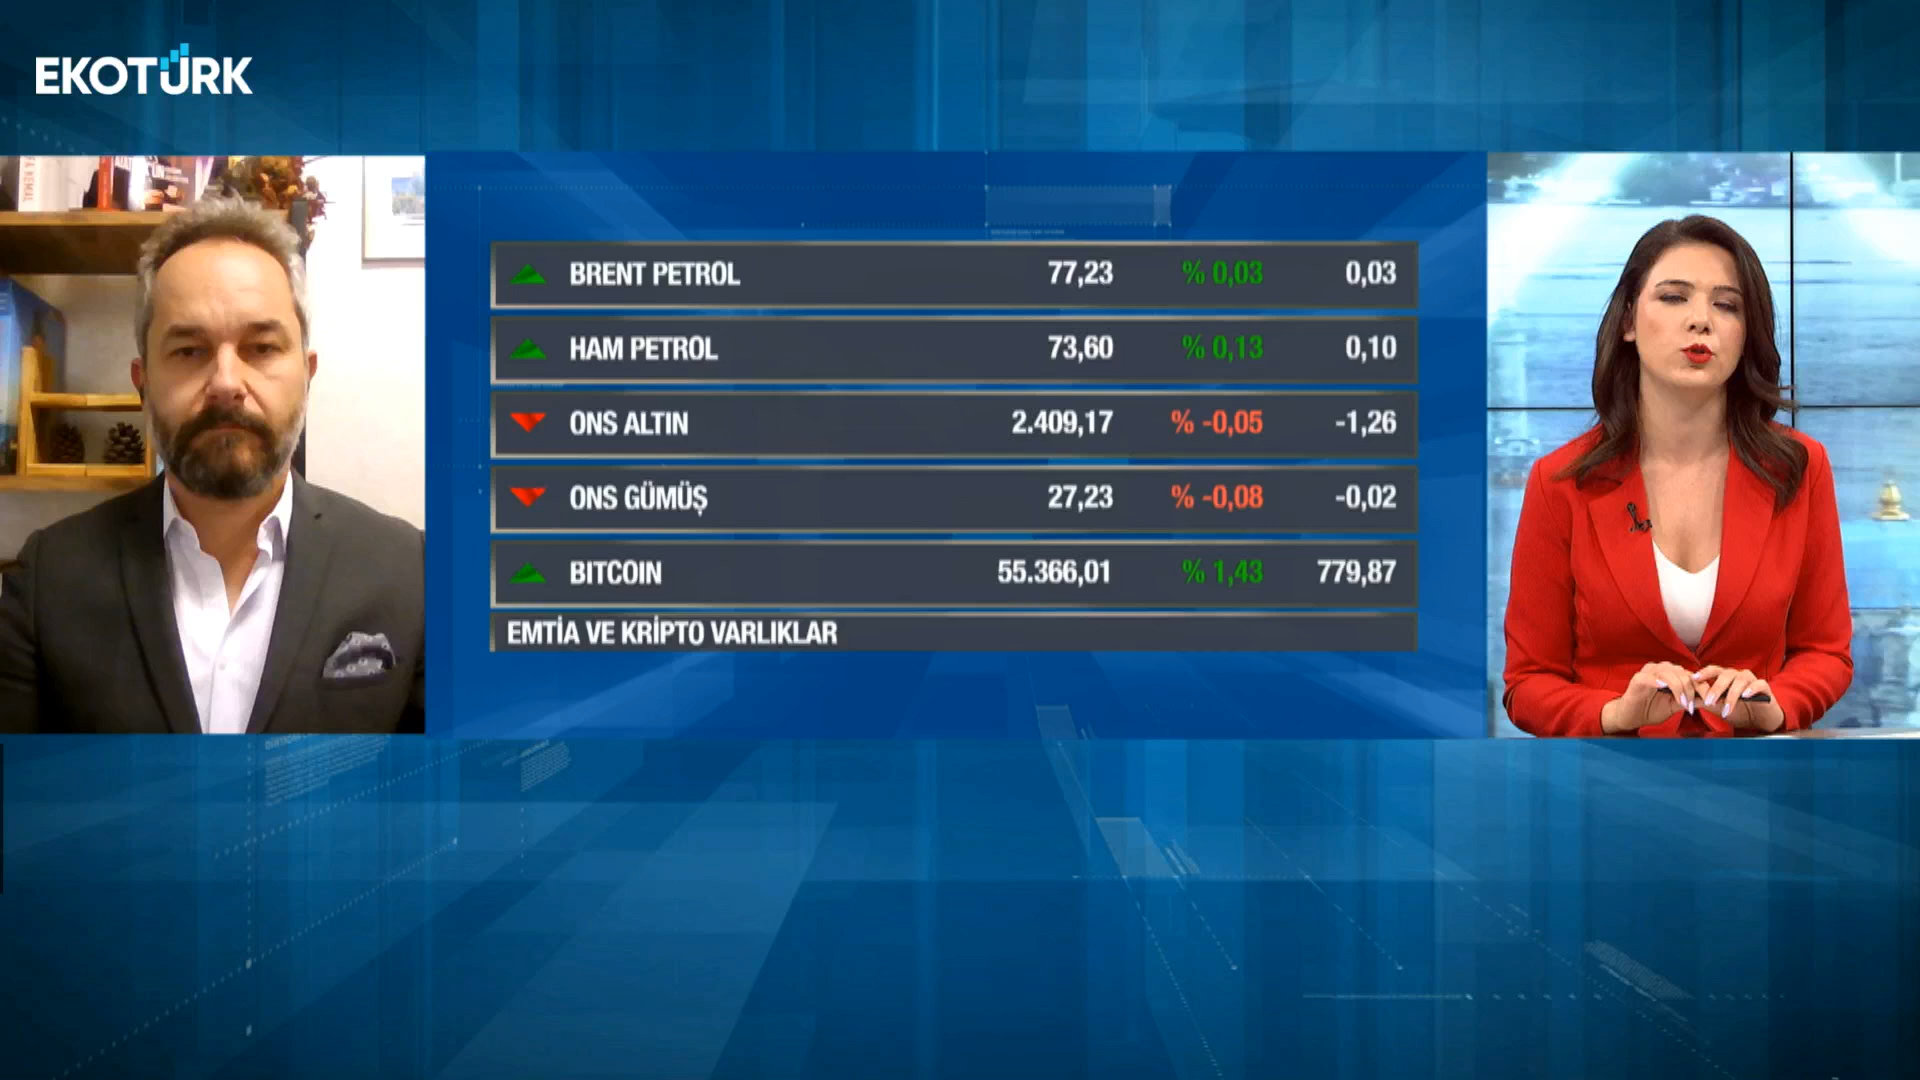 EKOTÜRK
BRENT PETROL 77,23 % 0,03 0,03
HAM PETROL 73,60 % 0,13 0,10
ONS ALTIN 2.409,17 % -0,05 -1,26
ONS GÜMÜŞ 27,23 % -0,08 -0,02
BITCOIN 55.366,01 % 1,43 779,87
EMTİA VE KRİPTO VARLIKLAR